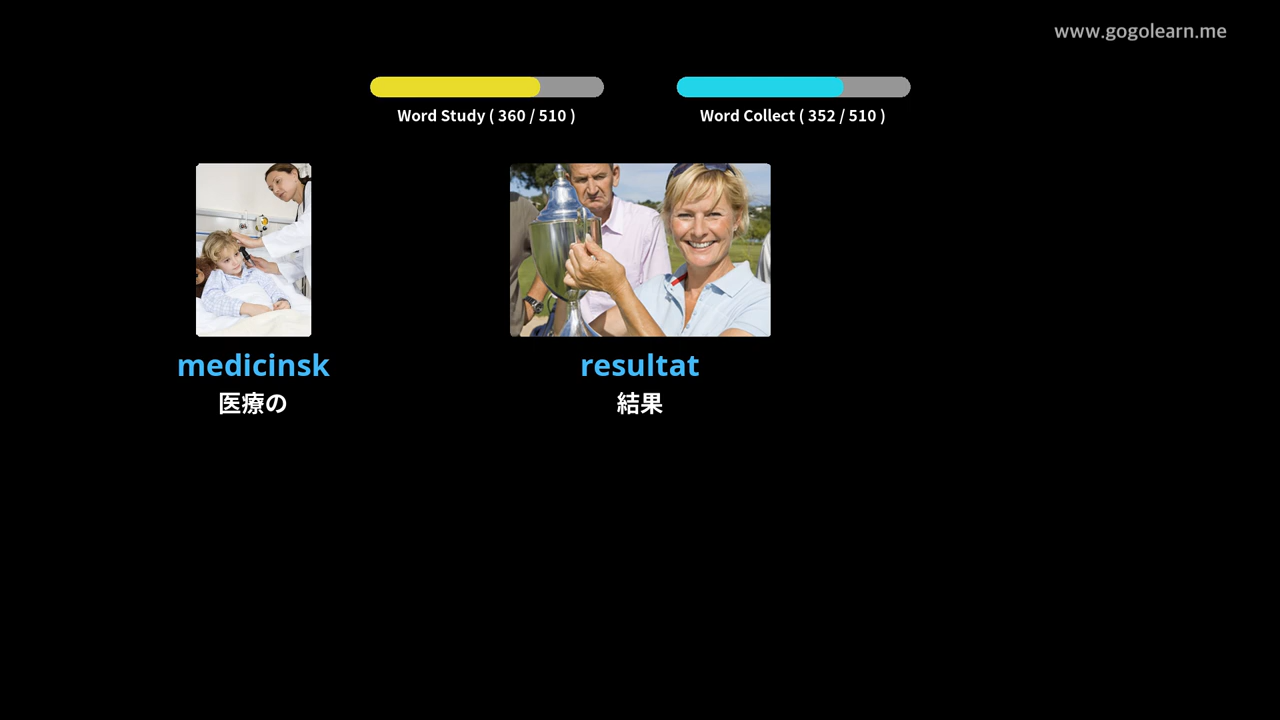 www.gogolearn.me
Word Study ( 360 / 510 )
Word Collect ( 352 / 510 )
medicinsk
医療の
resultat
結果